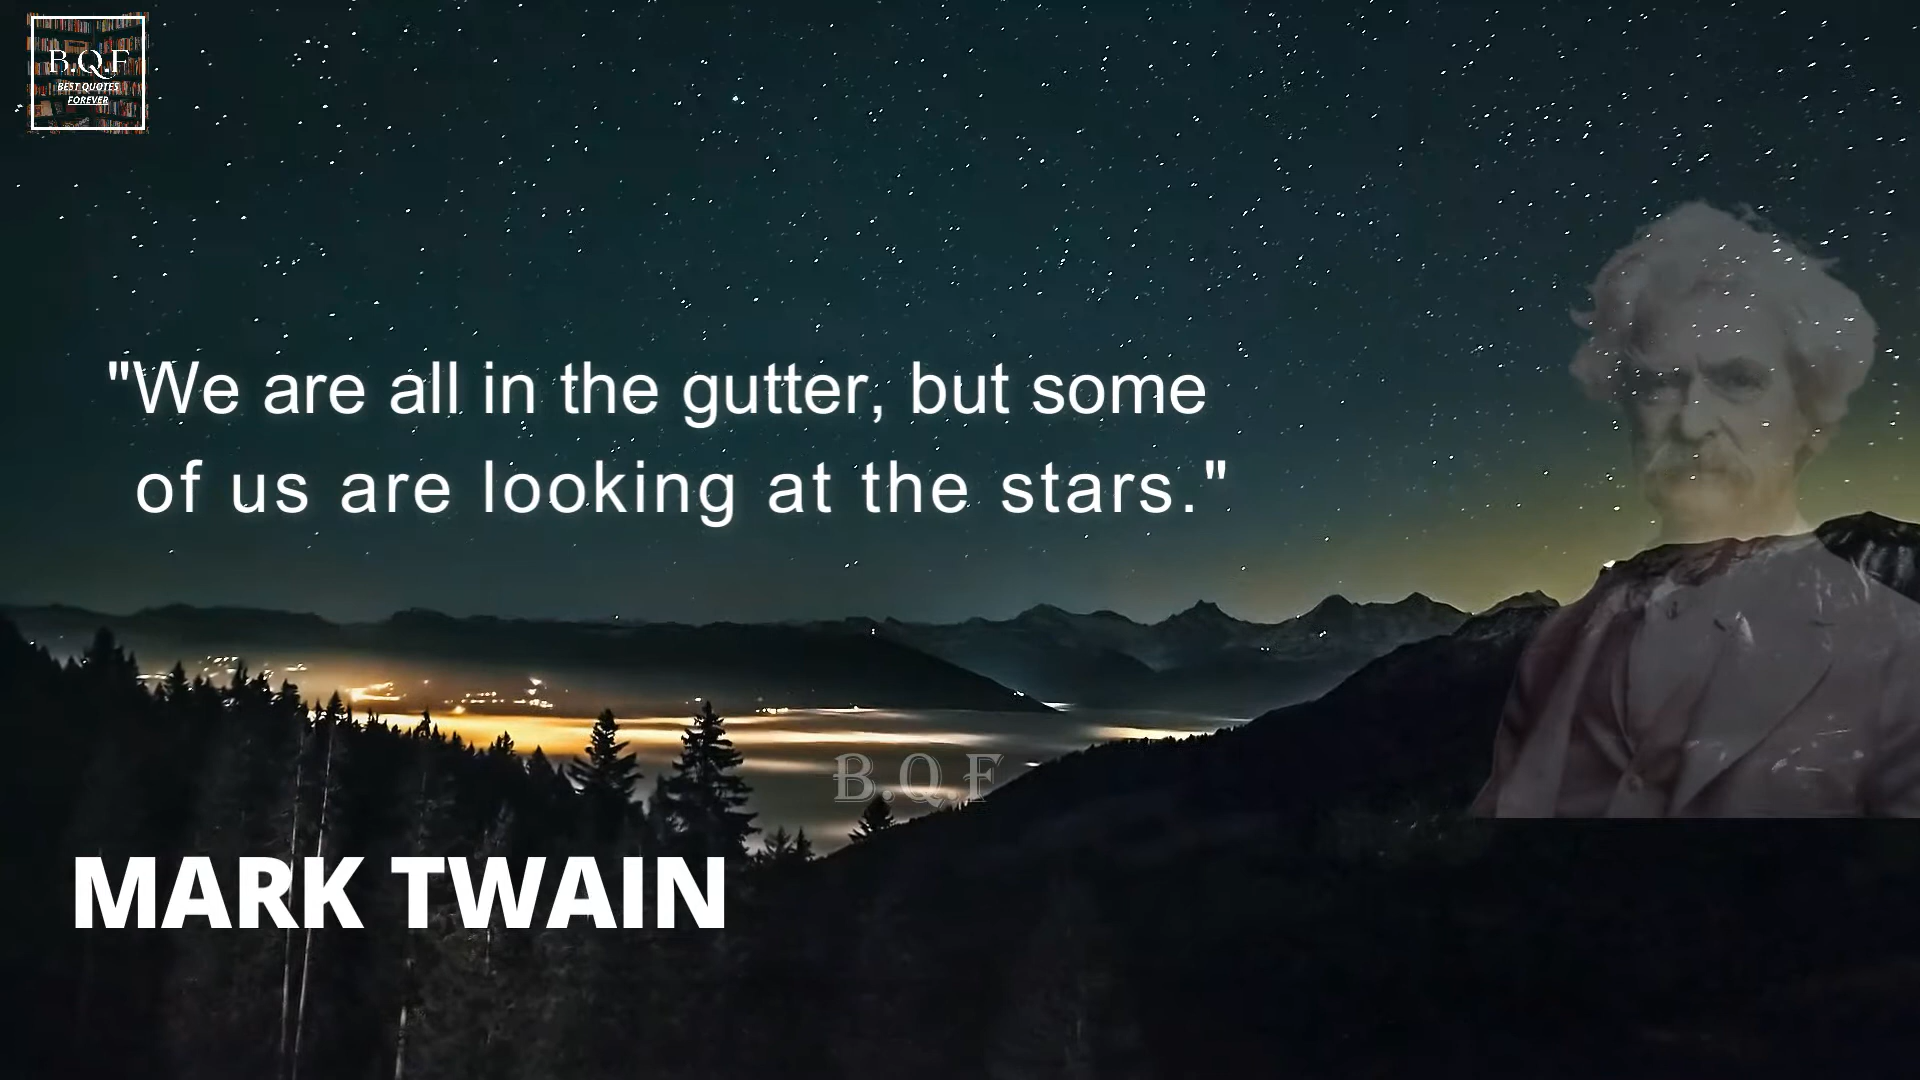 B.Q.F
BEST QUOTES
FOREVER
"We are all in the gutter, but some
of us are looking at the stars."
B.Q.F
MARK TWAIN